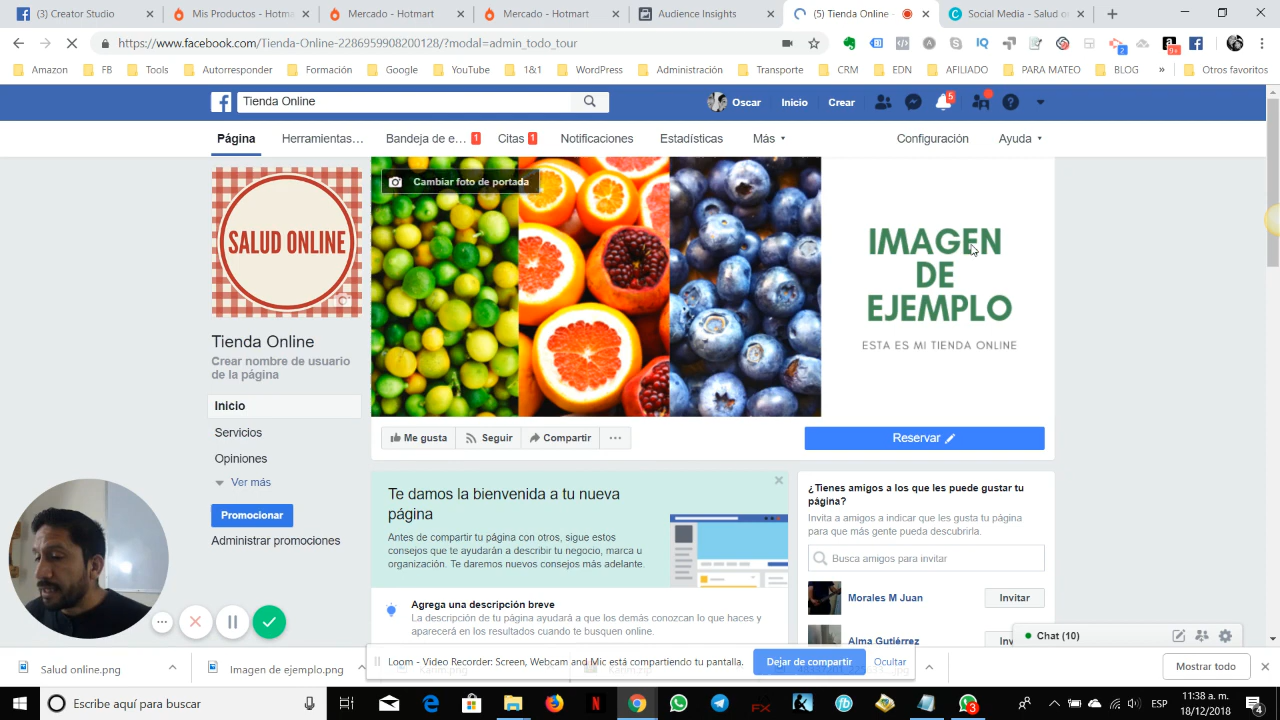 (3) Creator Studio
Mis Productos - Hotm
Mercado - Hotmart
Mercado - Hotmart
Audience Insights
(5) Tienda Online -
Social Media - Salud o
https://www.facebook.com/Tienda-Online-2286959908200128/?modal=admin_todo_tour
IQ
2
9+
Amazon
FB
Tools
Autorresponder
Formación
Google
YouTube
1&1
WordPress
Administración
Transporte
CRM
EDN
AFILIADO
PARA MATEO
BLOG
»
Otros favoritos
Tienda Online
Oscar
Inicio
Crear
5
Página
Herramientas...
Bandeja de e... 1
Citas 1
Notificaciones
Estadísticas
Más
Configuración
Ayuda
Cambiar foto de portada
SALUD ONLINE
IMAGEN
DE
EJEMPLO
ESTA ES MI TIENDA ONLINE
Tienda Online
Crear nombre de usuario
de la página
Inicio
Servicios
Opiniones
Ver más
Promocionar
Administrar promociones
Me gusta
Seguir
Compartir
...
Reservar
Te damos la bienvenida a tu nueva
página
Antes de compartir tu página con otros, sigue estos
consejos que te ayudarán a describir tu negocio, marca u
organización. Te daremos nuevos consejos más adelante.
Agrega una descripción breve
La descripción de tu página ayudará a que los demás conozcan lo que haces y
aparecerá en los resultados cuando te busquen online.
¿Tienes amigos a los que les puede gustar tu
página?
Invita a amigos a indicar que les gusta tu página
para que más gente pueda descubrirla.
Busca amigos para invitar
Morales M Juan
Invitar
Alma Gutiérrez
Chat (10)
Salud online.png
Imagen de ejemplo.png
Loom - Video Recorder: Screen, Webcam and Mic está compartiendo tu pantalla.
Dejar de compartir
Ocultar
Mostrar todo
Escribe aquí para buscar
3
ESP
11:38 a. m.
18/12/2018
4